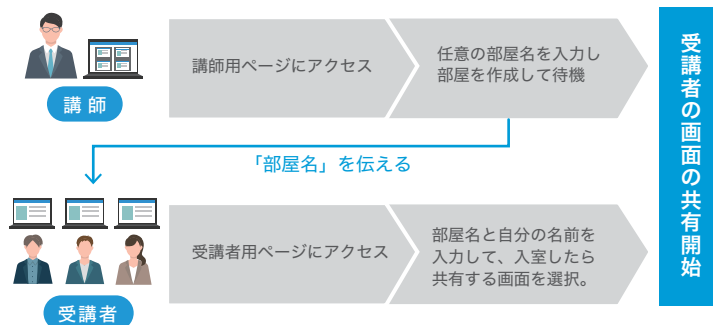 講師
講師用ページにアクセス
任意の部屋名を入力し
部屋を作成して待機
「部屋名」を伝える
受講者
受講者用ページにアクセス
部屋名と自分の名前を
入力して、入室したら
共有する画面を選択。
受講者の画面の共有開始